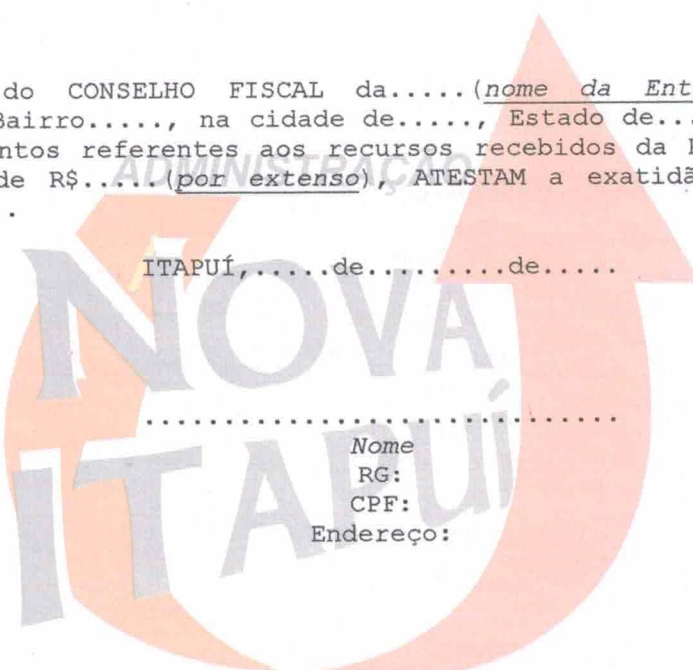 do CONSELHO FISCAL da.....(nome da Ent
Bairro....., na cidade de....., Estado de...
ntos referentes aos recursos recebidos da
de R$.....(por extenso), ATESTAM a exatidã
ADMINISTRAÇÃO
ITAPUÍ,.....de.........de.....
NOVA
ITAPUÍ
..............................
Nome
RG:
CPF:
Endereço: